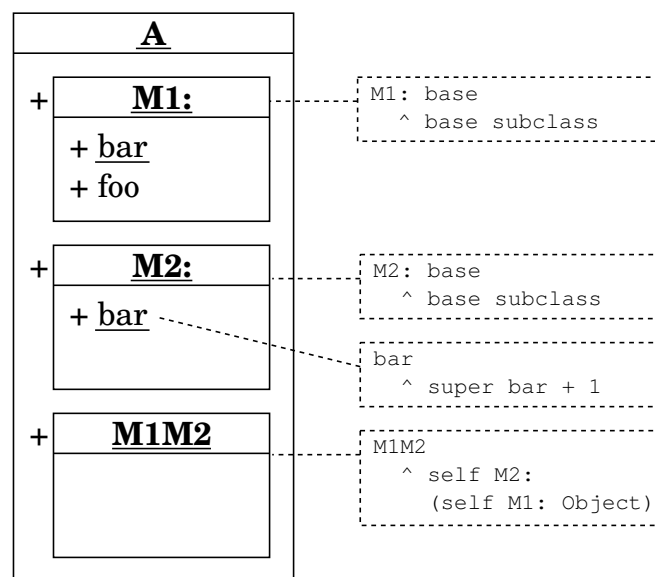 A
+ M1:
+ bar
+ foo
M1: base
^ base subclass
+ M2:
+ bar
M2: base
^ base subclass
bar
^ super bar + 1
+ M1M2
M1M2
^ self M2:
(self M1: Object)